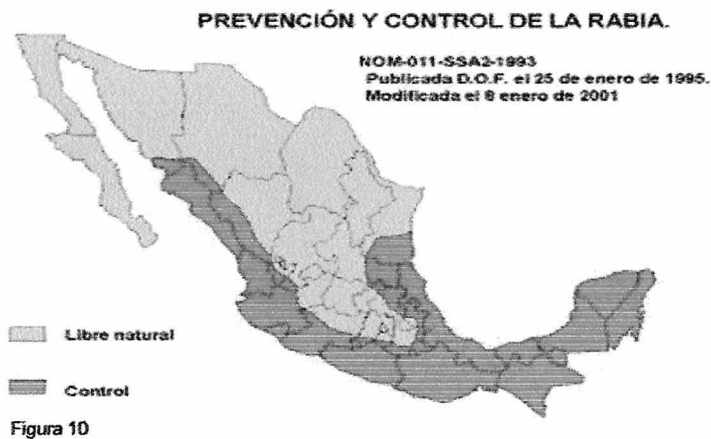 PREVENCIÓN Y CONTROL DE LA RABIA.
NOM-011-SSA2-1993
Publicada D.O.F. el 25 de enero de 1995.
Modificada el 8 enero de 2001
Libre natural
Control
Figura 10